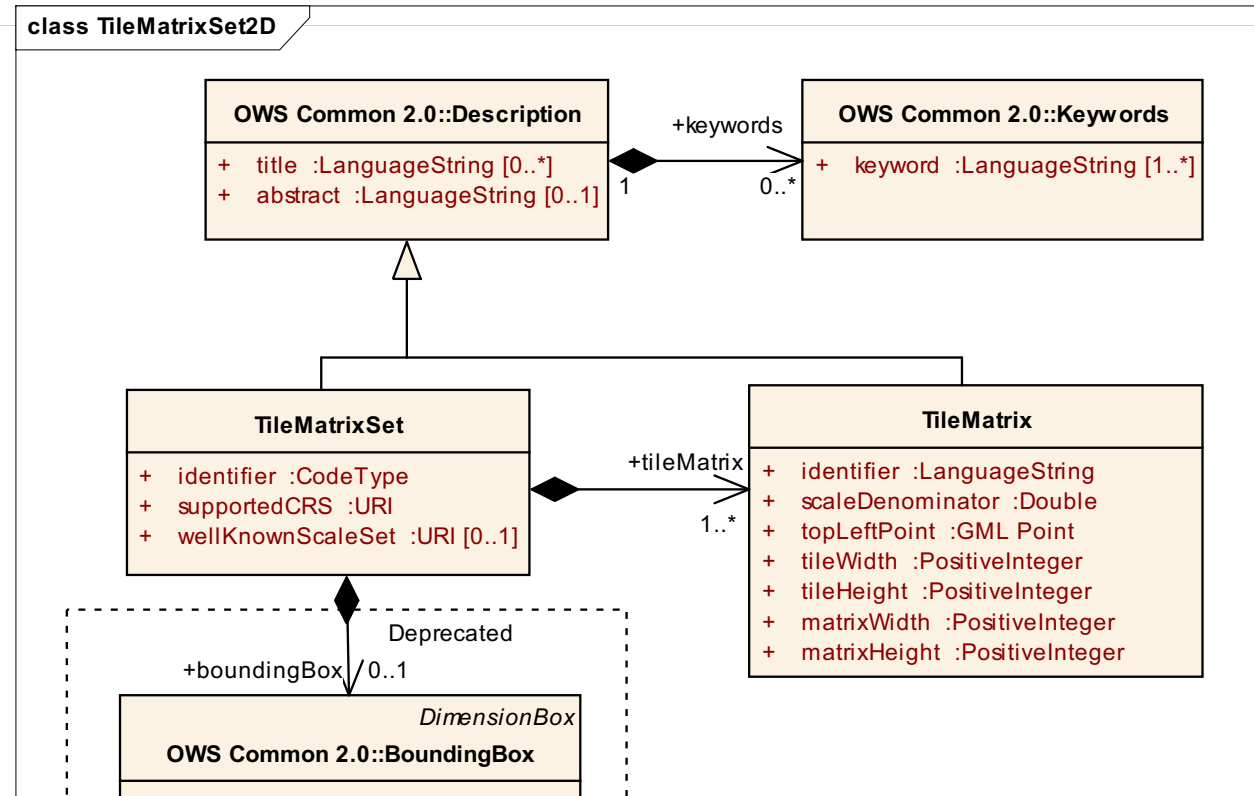 class TileMatrixSet2D
OWS Common 2.0::Description
+ title :LanguageString [0..*]
+ abstract :LanguageString [0..1]
+keywords
1
0..*
OWS Common 2.0::Keywords
+ keyword :LanguageString [1..*]
TileMatrixSet
+ identifier :CodeType
+ supportedCRS :URI
+ wellKnownScaleSet :URI [0..1]
+tileMatrix
1..*
TileMatrix
+ identifier :LanguageString
+ scaleDenominator :Double
+ topLeftPoint :GML Point
+ tileWidth :PositiveInteger
+ tileHeight :PositiveInteger
+ matrixWidth :PositiveInteger
+ matrixHeight :PositiveInteger
Deprecated
+boundingBox
0..1
DimensionBox
OWS Common 2.0::BoundingBox